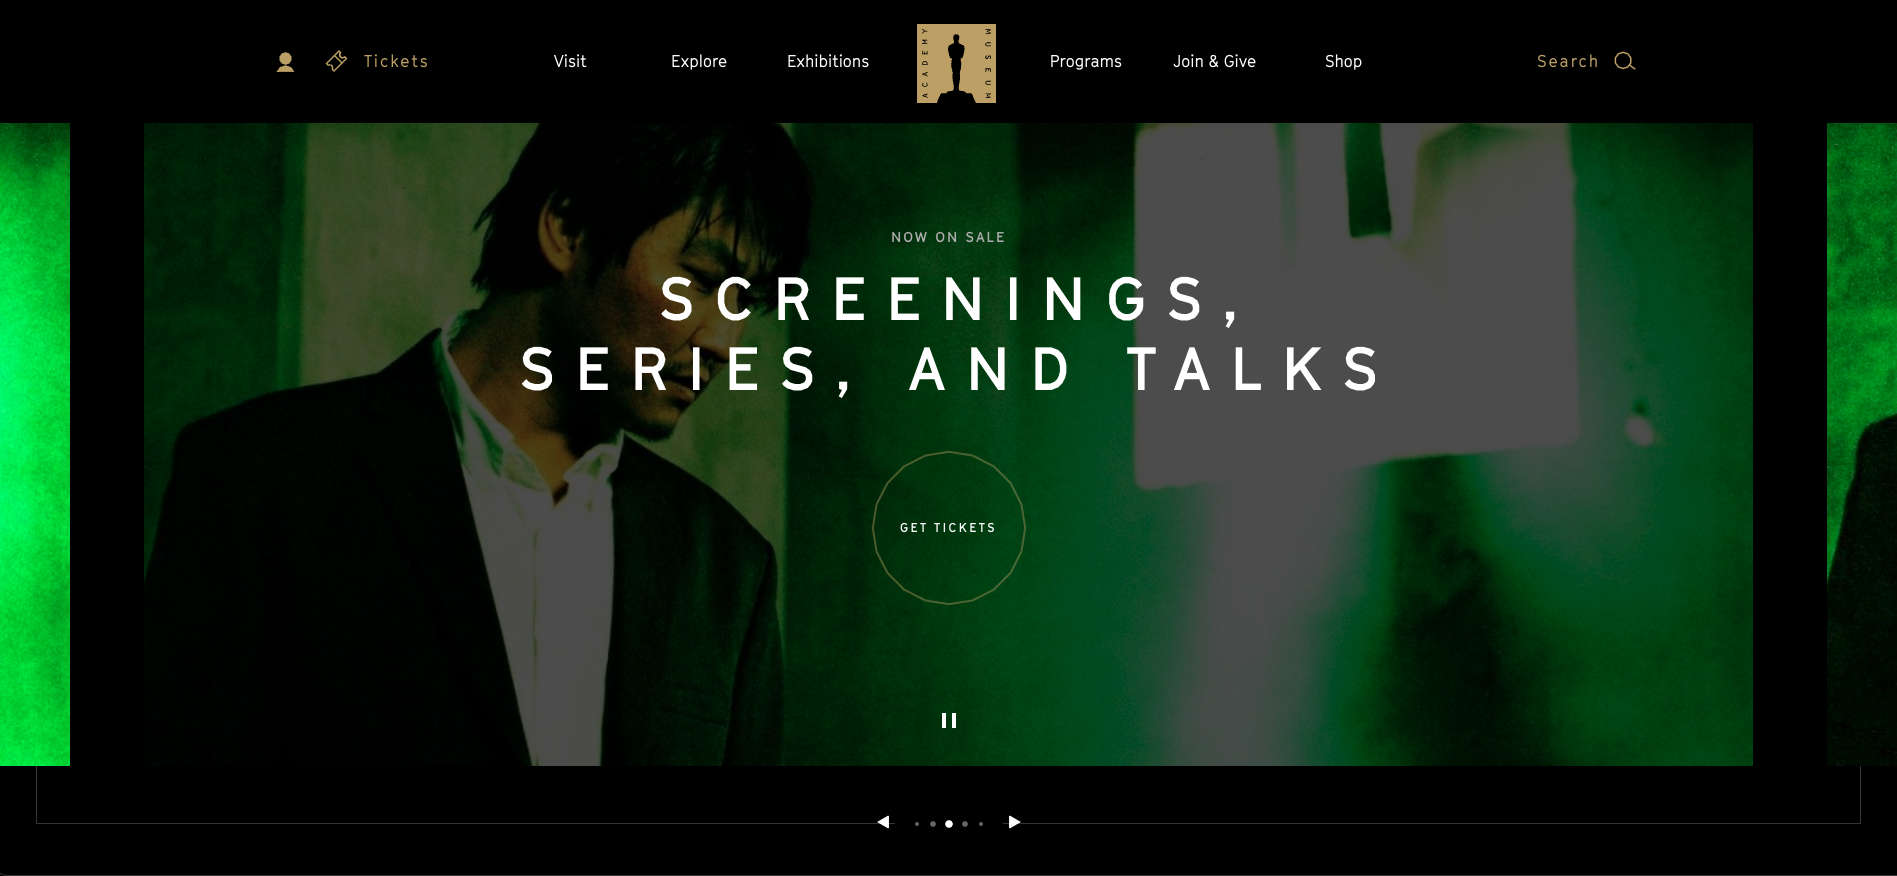 Tickets
Visit
Explore
Exhibitions
ACADEMY
MUSEUM
Programs
Join & Give
Shop
Search
NOW ON SALE
SCREENINGS,
SERIES, AND TALKS
GET TICKETS